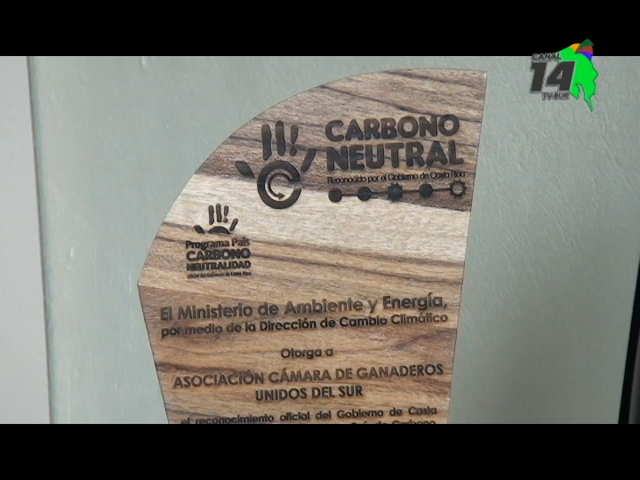 CANAL
14
CARBONO
NEUTRAL
Reconocido por el Gobierno de Costa Rica
Programa País
CARBONO
NEUTRALIDAD
El Ministerio de Ambiente y Energía,
por medio de la Dirección de Cambio Climático
Otorga a
ASOCIACIÓN CÁMARA DE GANADEROS
UNIDOS DEL SUR
el reconocimiento oficial del Gobierno de Costa